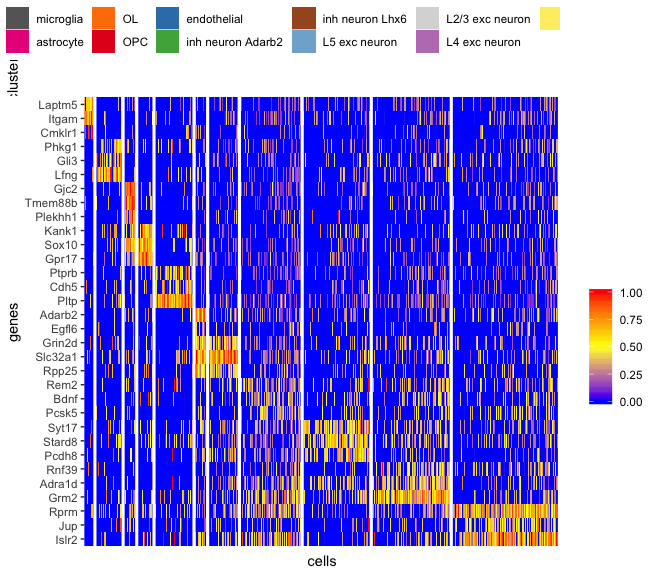 microglia OL endothelial inh neuron Lhx6 L2/3 exc neuron
astrocyte OPC inh neuron Adarb2 L5 exc neuron L4 exc neuron
cluster
Laptm5
Itgam
Cmklr1
Phkg1
Gli3
Lfng
Gjc2
Tmem88b
Plekhh1
Kank1
Sox10
Gpr17
Ptprb
Cdh5
Pltp
Adarb2
Egfl6
Grin2d
Slc32a1
Rpp25
Rem2
Bdnf
Pcsk5
Syt17
Stard8
Pcdh8
Rnf39
Adra1d
Grm2
Rprm
Jup
Islr2
genes
cells
1.00
0.75
0.50
0.25
0.00